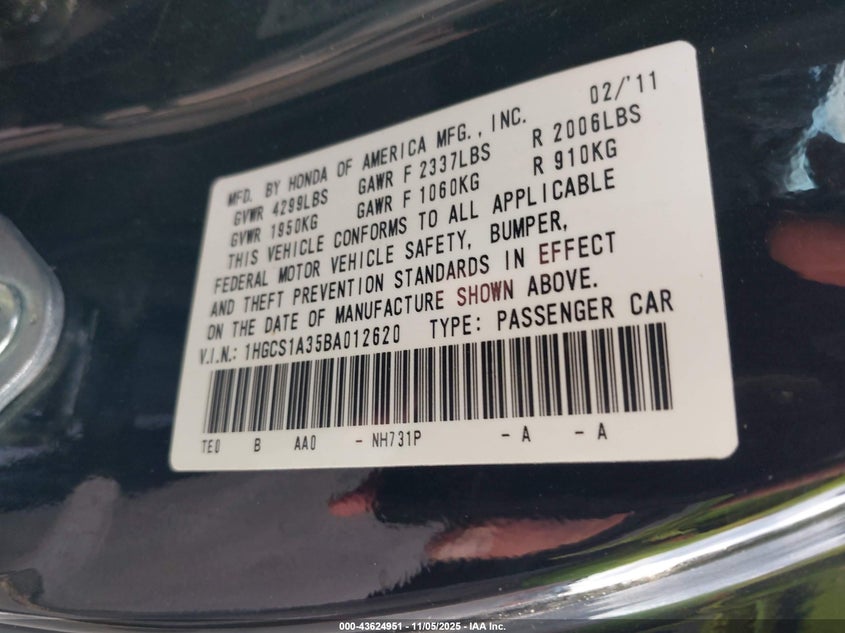 02/'11
MFD. BY HONDA OF AMERICA MFG., INC.
GVWR 4299LBS GAWR F 2337LBS R 2006LBS
GVWR 1950KG GAWR F 1060KG R 910KG
THIS VEHICLE CONFORMS TO ALL APPLICABLE
FEDERAL MOTOR VEHICLE SAFETY, BUMPER,
AND THEFT PREVENTION STANDARDS IN EFFECT
ON THE DATE OF MANUFACTURE SHOWN ABOVE.
V.I.N.: 1HGCS1A35BA012620 TYPE: PASSENGER CAR
TE0 B AA0 - NH731P - A - A
000-43624951 - 11/05/2025 - IAA Inc.